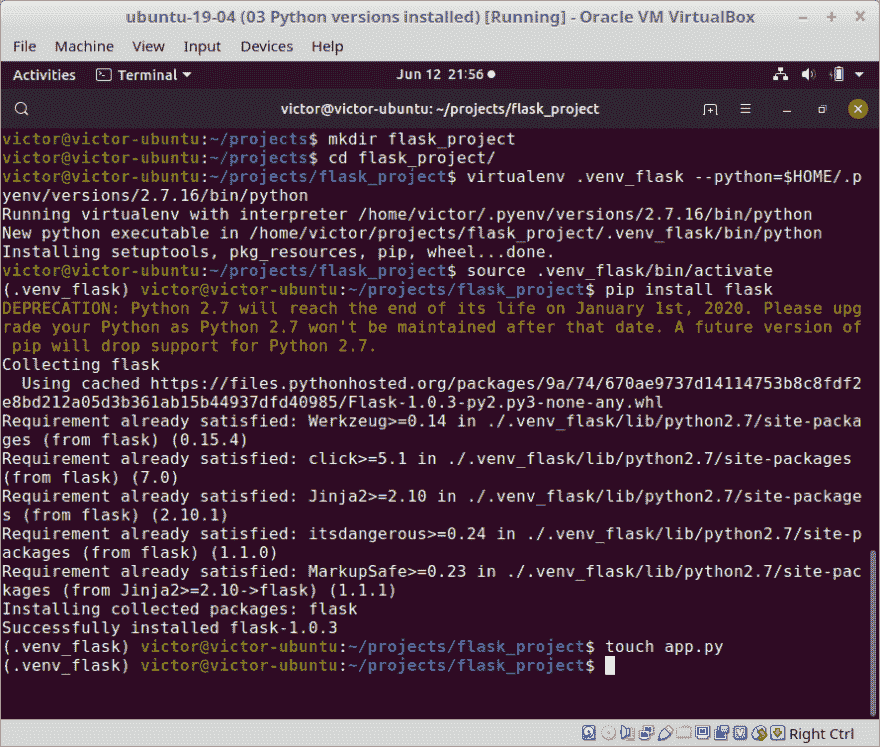 ubuntu-19-04 (03 Python versions installed) [Running] - Oracle VM VirtualBox
File Machine View Input Devices Help
Activities Terminal Jun 12 21:56
victor@victor-ubuntu: ~/projects/flask_project
victor@victor-ubuntu:~/projects$ mkdir flask_project
victor@victor-ubuntu:~/projects$ cd flask_project/
victor@victor-ubuntu:~/projects/flask_project$ virtualenv .venv_flask --python=$HOME/.p
yenv/versions/2.7.16/bin/python
Running virtualenv with interpreter /home/victor/.pyenv/versions/2.7.16/bin/python
New python executable in /home/victor/projects/flask_project/.venv_flask/bin/python
Installing setuptools, pkg_resources, pip, wheel...done.
victor@victor-ubuntu:~/projects/flask_project$ source .venv_flask/bin/activate
(.venv_flask) victor@victor-ubuntu:~/projects/flask_project$ pip install flask
DEPRECATION: Python 2.7 will reach the end of its life on January 1st, 2020. Please upg
rade your Python as Python 2.7 won't be maintained after that date. A future version of
 pip will drop support for Python 2.7.
Collecting flask
  Using cached https://files.pythonhosted.org/packages/9a/74/670ae9737d14114753b8c8fdf2
e8bd212a05d3b361ab15b44937dfd40985/Flask-1.0.3-py2.py3-none-any.whl
Requirement already satisfied: Werkzeug>=0.14 in ./.venv_flask/lib/python2.7/site-packa
ges (from flask) (0.15.4)
Requirement already satisfied: click>=5.1 in ./.venv_flask/lib/python2.7/site-packages
(from flask) (7.0)
Requirement already satisfied: Jinja2>=2.10 in ./.venv_flask/lib/python2.7/site-package
s (from flask) (2.10.1)
Requirement already satisfied: itsdangerous>=0.24 in ./.venv_flask/lib/python2.7/site-p
ackages (from flask) (1.1.0)
Requirement already satisfied: MarkupSafe>=0.23 in ./.venv_flask/lib/python2.7/site-pac
kages (from Jinja2>=2.10->flask) (1.1.1)
Installing collected packages: flask
Successfully installed flask-1.0.3
(.venv_flask) victor@victor-ubuntu:~/projects/flask_project$ touch app.py
(.venv_flask) victor@victor-ubuntu:~/projects/flask_project$
Right Ctrl